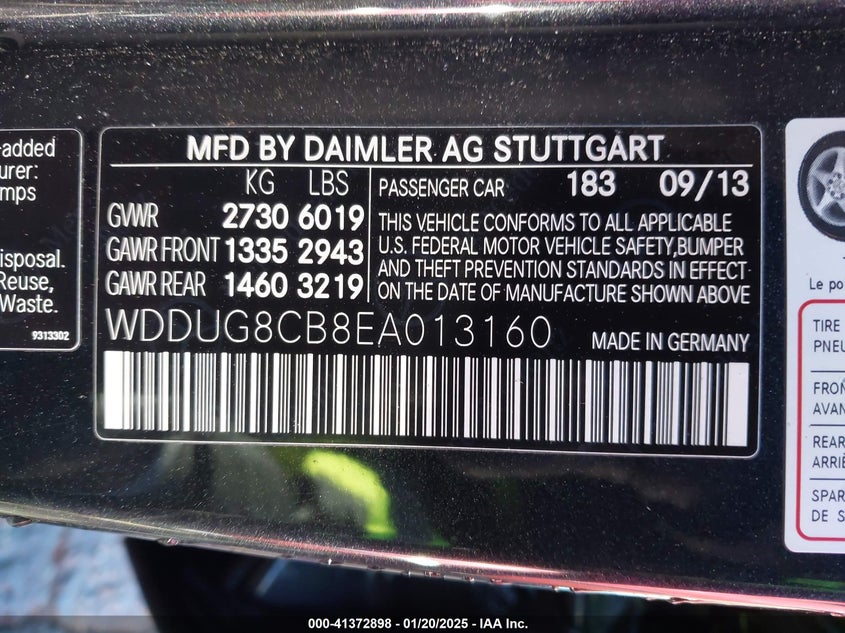 -added
urer:
mps
isposal.
Reuse,
Waste.
9313302
MFD BY DAIMLER AG STUTTGART
KG LBS
GWWR 2730 6019
GAWR FRONT 1335 2943
GAWR REAR 1460 3219
PASSENGER CAR 183 09/13
THIS VEHICLE CONFORMS TO ALL APPLICABLE
U.S. FEDERAL MOTOR VEHICLE SAFETY,BUMPER
AND THEFT PREVENTION STANDARDS IN EFFECT
ON THE DATE OF MANUFACTURE SHOWN ABOVE
WDDUG8CB8EA013160
MADE IN GERMANY
Le po
TIRE
PNEU
FRON
AVAN
REAR
ARRIÈ
SPAR
DE S
000-41372898 - 01/20/2025 - IAA Inc.